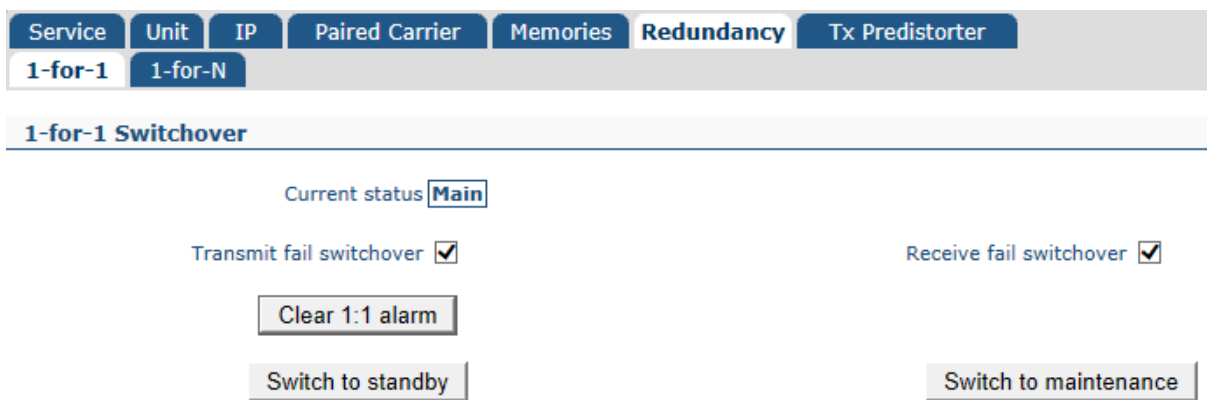 Service Unit IP Paired Carrier Memories Redundancy Tx Predistorter
1-for-1 1-for-N
1-for-1 Switchover
Current status Main
Transmit fail switchover Receive fail switchover
Clear 1:1 alarm
Switch to standby Switch to maintenance